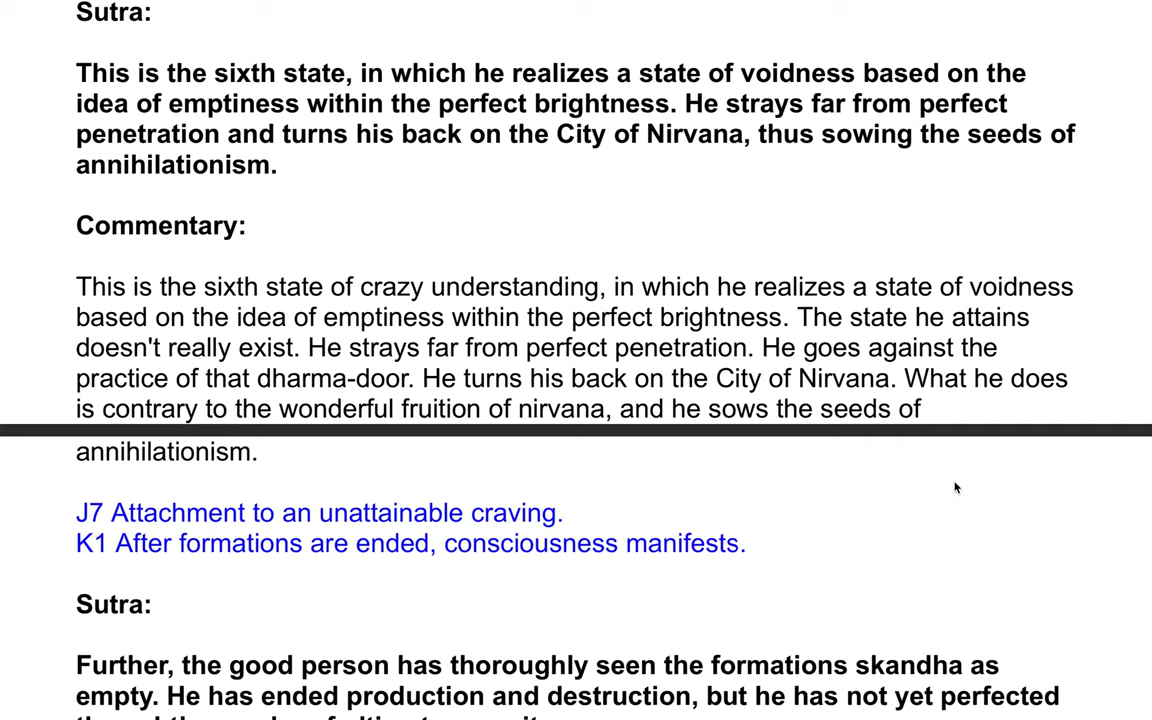 Sutra:
This is the sixth state, in which he realizes a state of voidness based on the
idea of emptiness within the perfect brightness. He strays far from perfect
penetration and turns his back on the City of Nirvana, thus sowing the seeds of
annihilationism.
Commentary:
This is the sixth state of crazy understanding, in which he realizes a state of voidness
based on the idea of emptiness within the perfect brightness. The state he attains
doesn't really exist. He strays far from perfect penetration. He goes against the
practice of that dharma-door. He turns his back on the City of Nirvana. What he does
is contrary to the wonderful fruition of nirvana, and he sows the seeds of
annihilationism.
J7 Attachment to an unattainable craving.
K1 After formations are ended, consciousness manifests.
Sutra:
Further, the good person has thoroughly seen the formations skandha as
empty. He has ended production and destruction, but he has not yet perfected